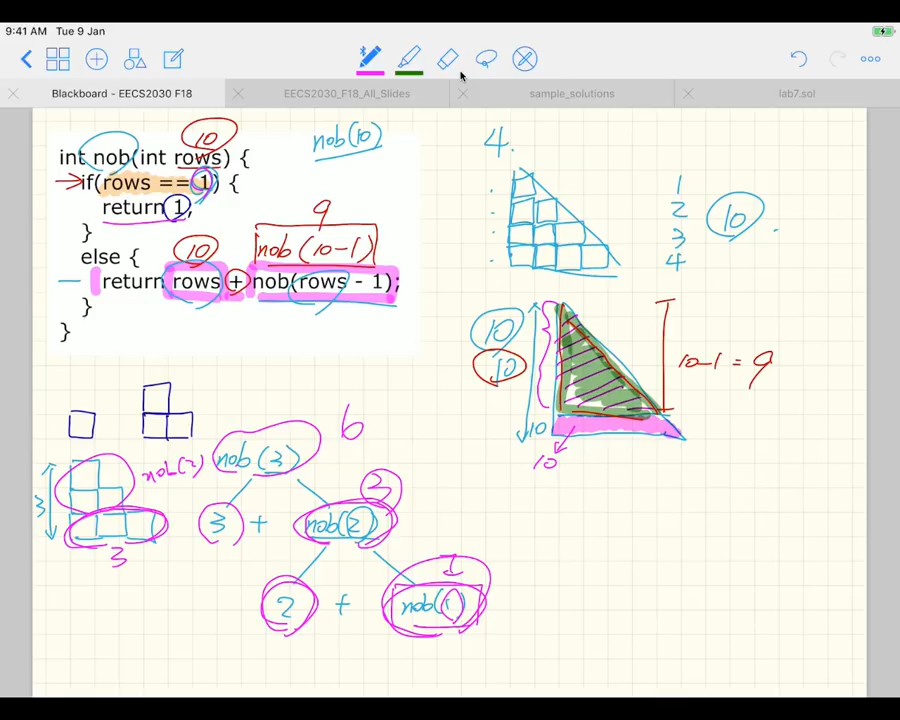 9:41 AM Tue 9 Jan
Blackboard - EECS2030 F18
EECS2030_F18_All_Slides
sample_solutions
lab7.sol
10
nob(10)
int nob(int rows) {
if(rows == 1) {
return 1;
}
9
else {
10
nob (10-1)
return rows + nob(rows - 1);
}
}
4.
1
2
3
4
10
10
10
10
10
10-1 = 9
6
nob(2)
nob (3)
3
3
3
3 + nob(2)
1
2 + nob(1)